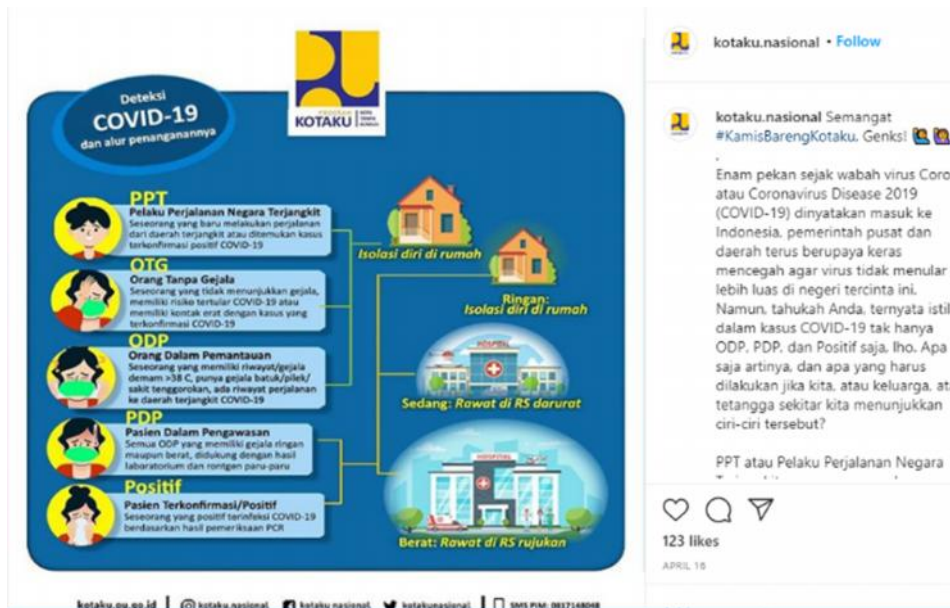 Deteksi
COVID-19
dan alur penanganannya
PROGRAM
KOTAKU
KOTA
TANPA
KUMUH
PPT
Pelaku Perjalanan Negara Terjangkit
Seseorang yang baru melakukan perjalanan
dari daerah terjangkit atau ditemukan kasus
terkonfirmasi positif COVID-19
OTG
Orang Tanpa Gejala
Seseorang yang tidak menunjukkan gejala,
memiliki risiko tertular COVID-19 atau
memiliki kontak erat dengan kasus yang
terkonfirmasi COVID-19
ODP
Orang Dalam Pemantauan
Seseorang yang memiliki riwayat/gejala
demam >38 C, punya gejala batuk/pilek/
sakit tenggorokan, ada riwayat perjalanan
ke daerah terjangkit COVID-19
PDP
Pasien Dalam Pengawasan
Semua ODP yang memiliki gejala ringan
maupun berat, didukung dengan hasil
laboratorium dan rontgen paru-paru
Positif
Pasien Terkonfirmasi/Positif
Seseorang yang positif terinfeksi COVID-19
berdasarkan hasil pemeriksaan PCR
Isolasi diri di rumah
Ringan:
Isolasi diri di rumah
HOSPITAL
Sedang: Rawat di RS darurat
HOSPITAL
Berat: Rawat di RS rujukan
kotaku.pu.go.id
kotaku.nasional
kotaku nasional
kotakunasional
SMS PIM: 0817148048
kotaku.nasional • Follow
kotaku.nasional Semangat
#KamisBarengKotaku, Genks!
.
Enam pekan sejak wabah virus Coro
atau Coronavirus Disease 2019
(COVID-19) dinyatakan masuk ke
Indonesia, pemerintah pusat dan
daerah terus berupaya keras
mencegah agar virus tidak menular
lebih luas di negeri tercinta ini.
Namun, tahukah Anda, ternyata istil
dalam kasus COVID-19 tak hanya
ODP, PDP, dan Positif saja, lho. Apa
saja artinya, dan apa yang harus
dilakukan jika kita, atau keluarga, at
tetangga sekitar kita menunjukkan
ciri-ciri tersebut?
PPT atau Pelaku Perjalanan Negara
123 likes
APRIL 16